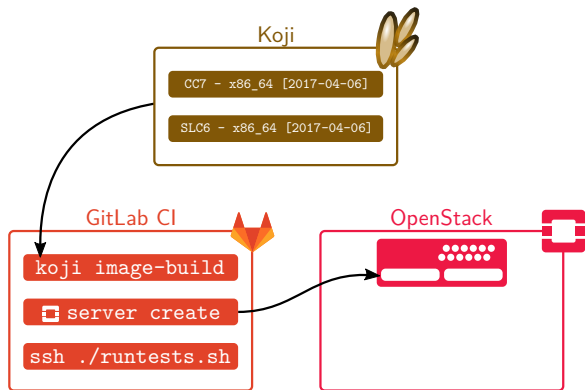 Koji
CC7 - x86_64 [2017-04-06]
SLC6 - x86_64 [2017-04-06]
GitLab CI
koji image-build
server create
ssh ./runtests.sh
OpenStack